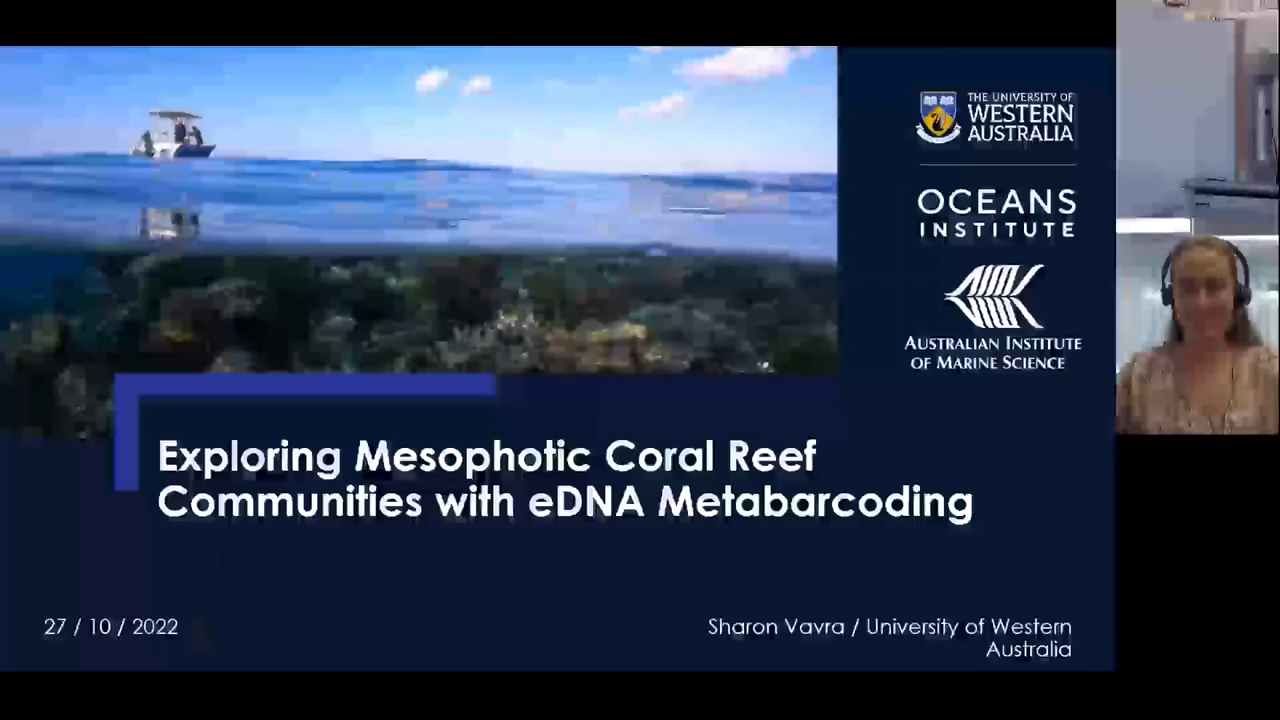 THE UNIVERSITY OF
WESTERN
AUSTRALIA
OCEANS
INSTITUTE
AUSTRALIAN INSTITUTE
OF MARINE SCIENCE
Exploring Mesophotic Coral Reef
Communities with eDNA Metabarcoding
27 / 10 / 2022
Sharon Vavra / University of Western
Australia